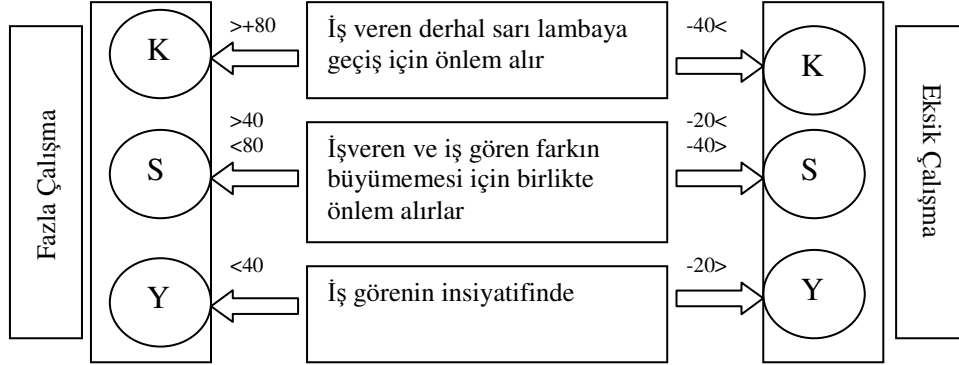 Fazla Çalışma
K
>+80
İş veren derhal sarı lambaya
geçiş için önlem alır
-40<
K
S
>40
<80
İşveren ve iş gören farkın
büyümemesi için birlikte
önlem alırlar
-20<
-40>
S
Y
<40
İş görenin insiyatifinde
-20>
Y
Eksik Çalışma